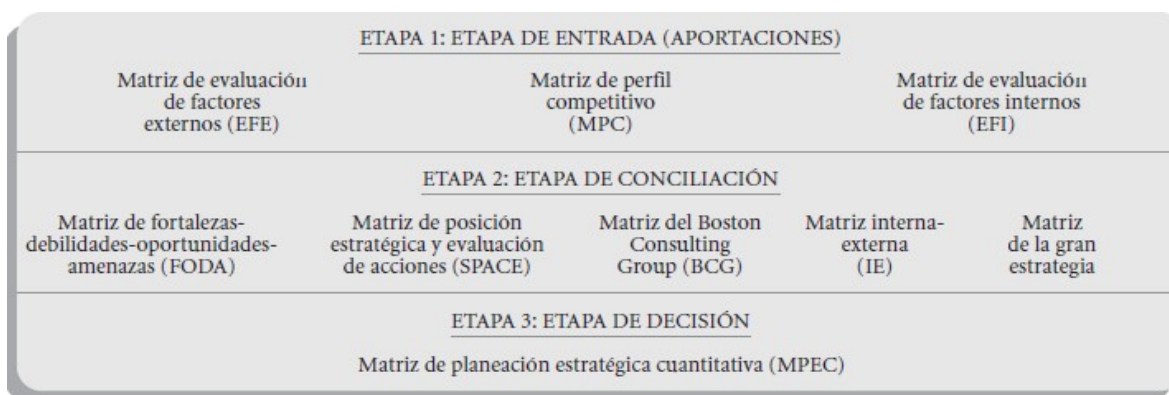 ETAPA 1: ETAPA DE ENTRADA (APORTACIONES)
Matriz de evaluación
de factores
externos (EFE)
Matriz de perfil
competitivo
(MPC)
Matriz de evaluación
de factores internos
(EFI)
ETAPA 2: ETAPA DE CONCILIACIÓN
Matriz de fortalezas-
debilidades-oportunidades-
amenazas (FODA)
Matriz de posición
estratégica y evaluación
de acciones (SPACE)
Matriz del Boston
Consulting
Group (BCG)
Matriz interna-
externa
(IE)
Matriz
de la gran
estrategia
ETAPA 3: ETAPA DE DECISIÓN
Matriz de planeación estratégica cuantitativa (MPEC)